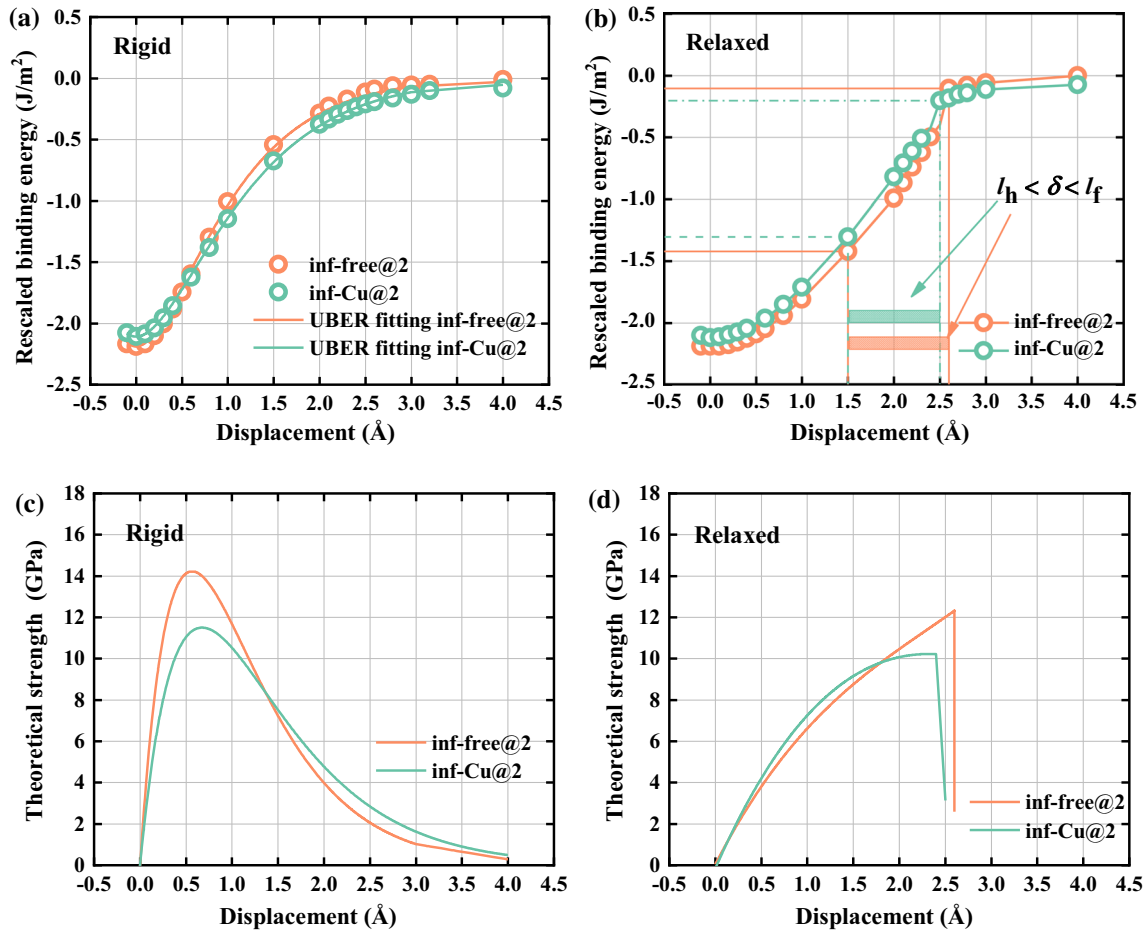 (a)
Rigid
Rescaled binding energy (J/m²)
0.5
0.0
-0.5
-1.0
-1.5
-2.0
-2.5
inf-free@2
inf-Cu@2
UBER fitting inf-free@2
UBER fitting inf-Cu@2
-0.5 0.0 0.5 1.0 1.5 2.0 2.5 3.0 3.5 4.0 4.5
Displacement (Å)
(b)
Relaxed
Rescaled binding energy (J/m²)
0.5
0.0
-0.5
-1.0
-1.5
-2.0
-2.5
lh < δ < lf
inf-free@2
inf-Cu@2
-0.5 0.0 0.5 1.0 1.5 2.0 2.5 3.0 3.5 4.0 4.5
Displacement (Å)
(c)
Rigid
Theoretical strength (GPa)
18
16
14
12
10
8
6
4
2
0
inf-free@2
inf-Cu@2
-0.5 0.0 0.5 1.0 1.5 2.0 2.5 3.0 3.5 4.0 4.5
Displacement (Å)
(d)
Relaxed
Theoretical strength (GPa)
18
16
14
12
10
8
6
4
2
0
inf-free@2
inf-Cu@2
-0.5 0.0 0.5 1.0 1.5 2.0 2.5 3.0 3.5 4.0 4.5
Displacement (Å)